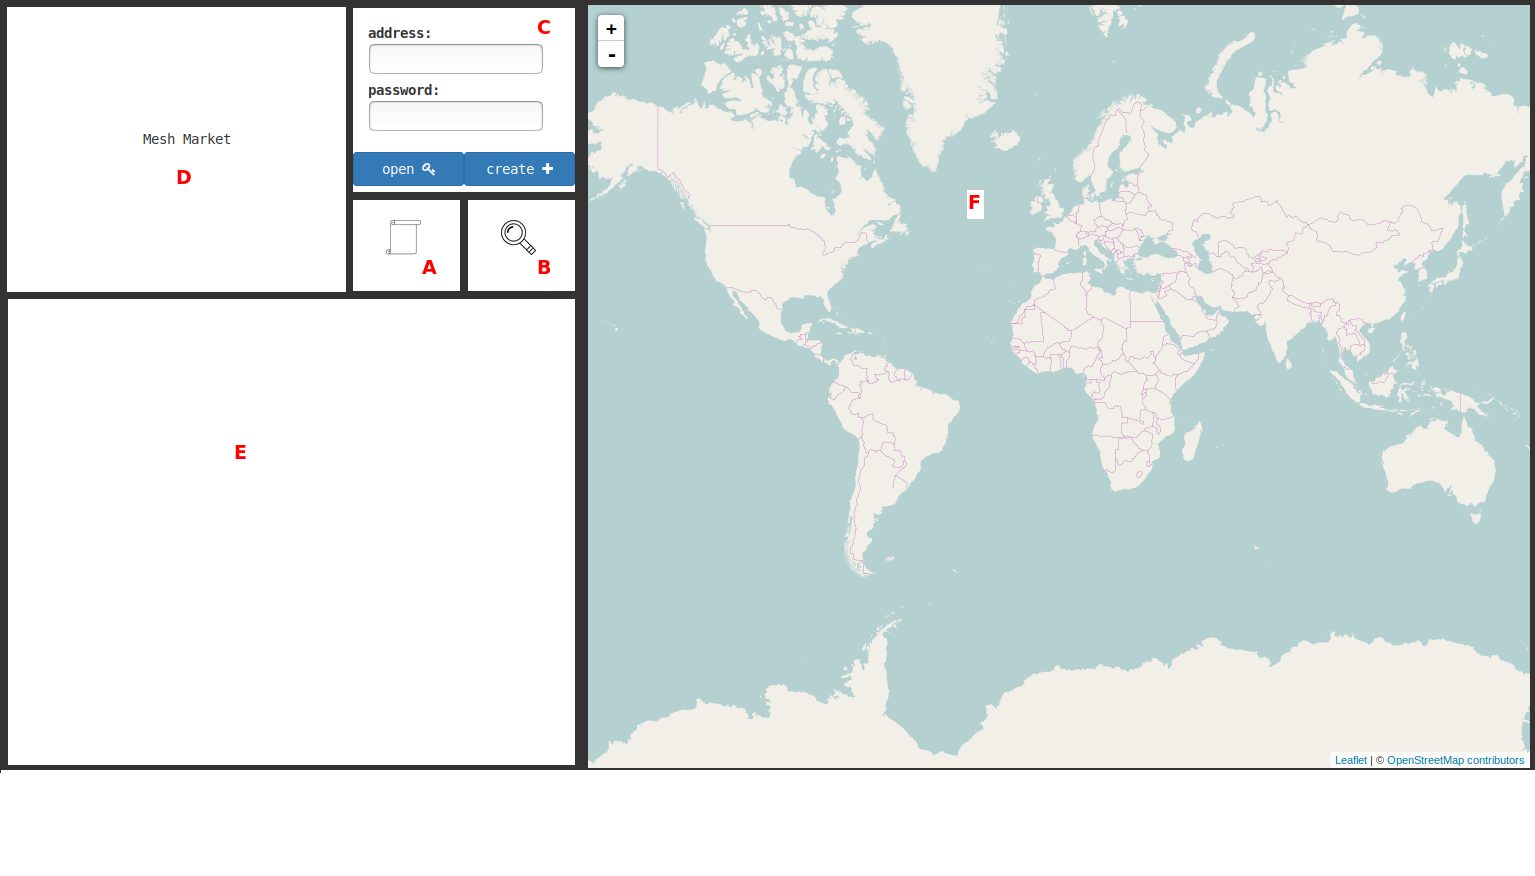 Mesh Market
D
C
address:
password:
open
create
A
B
E
+
-
F
Leaflet | © OpenStreetMap contributors